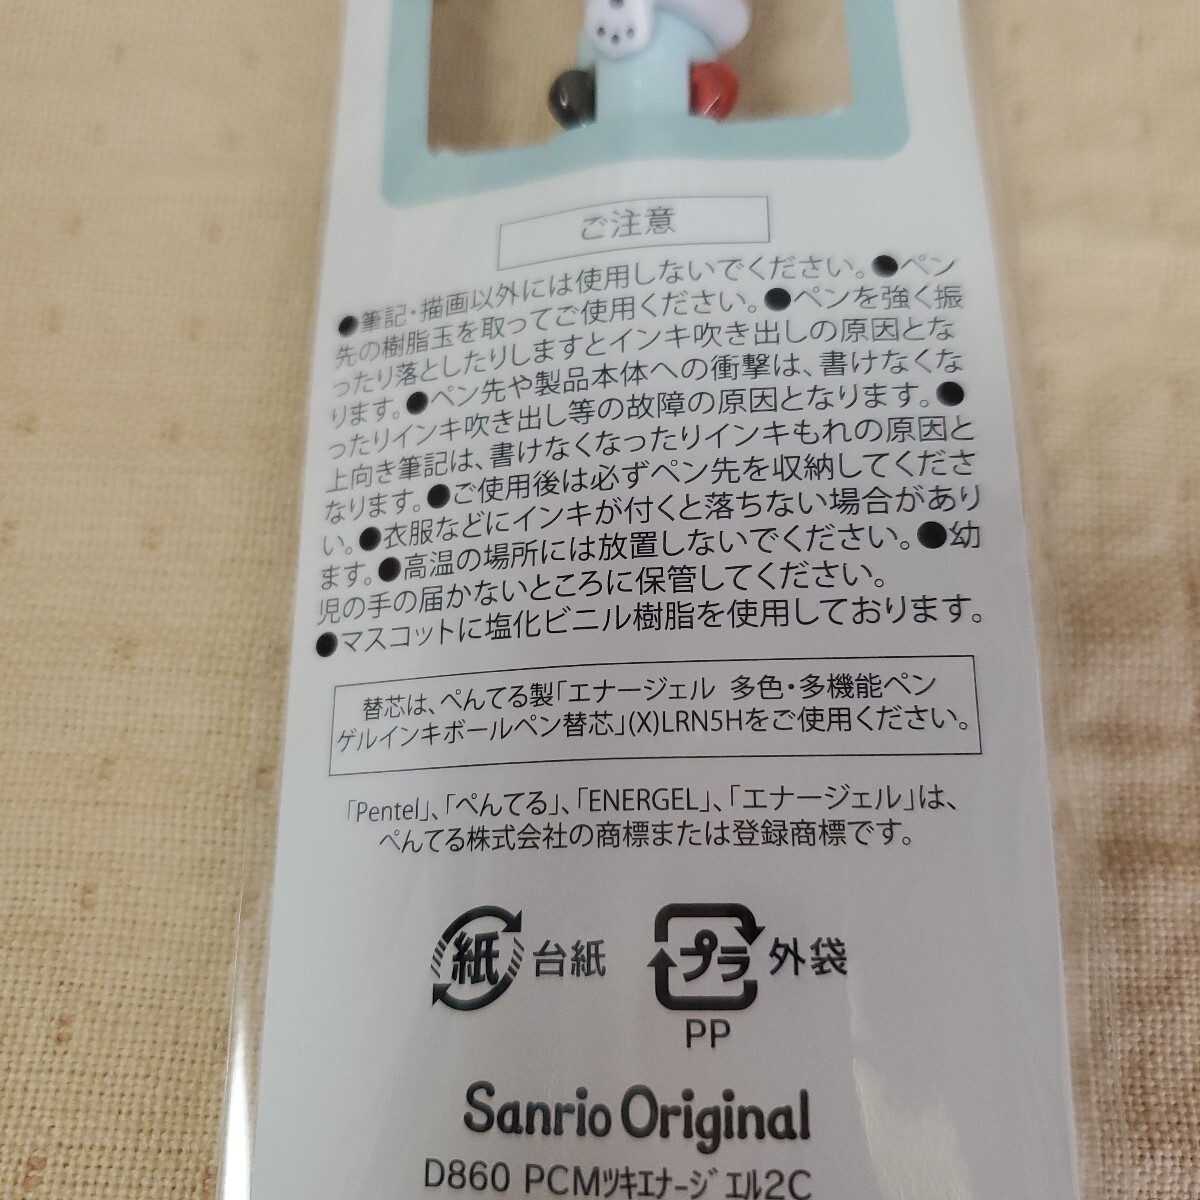 ご注意
●筆記・描画以外には使用しないでください。●ペン
先の樹脂玉を取ってご使用ください。●ペンを強く振
ったり落としたりしますとインキ吹き出しの原因とな
ります。●ペン先や製品本体への衝撃は、書けなくな
ったりインキ吹き出し等の故障の原因となります。●
上向き筆記は、書けなくなったりインキもれの原因と
なります。●ご使用後は必ずペン先を収納してくださ
い。●衣服などにインキが付くと落ちない場合があり
ます。●高温の場所には放置しないでください。●幼
児の手の届かないところに保管してください。
●マスコットに塩化ビニル樹脂を使用しております。
替芯は、ぺんてる製「エナージェル 多色・多機能ペン
ゲルインキボールペン替芯」(X)LRN5Hをご使用ください。
「Pentel」、「ぺんてる」、「ENERGEL」、「エナージェル」は、
ぺんてる株式会社の商標または登録商標です。
紙 台紙 プラ 外袋
PP
Sanrio Original
D860 PCMﾂｷｴﾅｰｼﾞｴﾙ2C